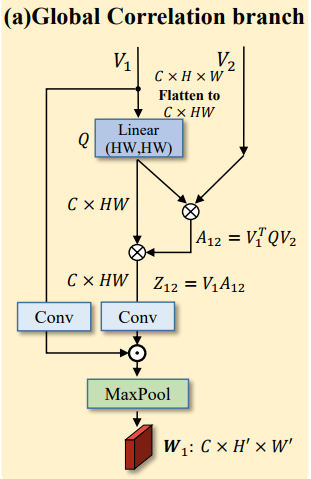 (a)Global Correlation branch
V₁
V₂
C × H × W
Flatten to
C × HW
Q
Linear
(HW,HW)
C × HW
A₁₂ = V₁ᵀQV₂
C × HW
Z₁₂ = V₁A₁₂
Conv
Conv
MaxPool
W₁: C × H′ × W′